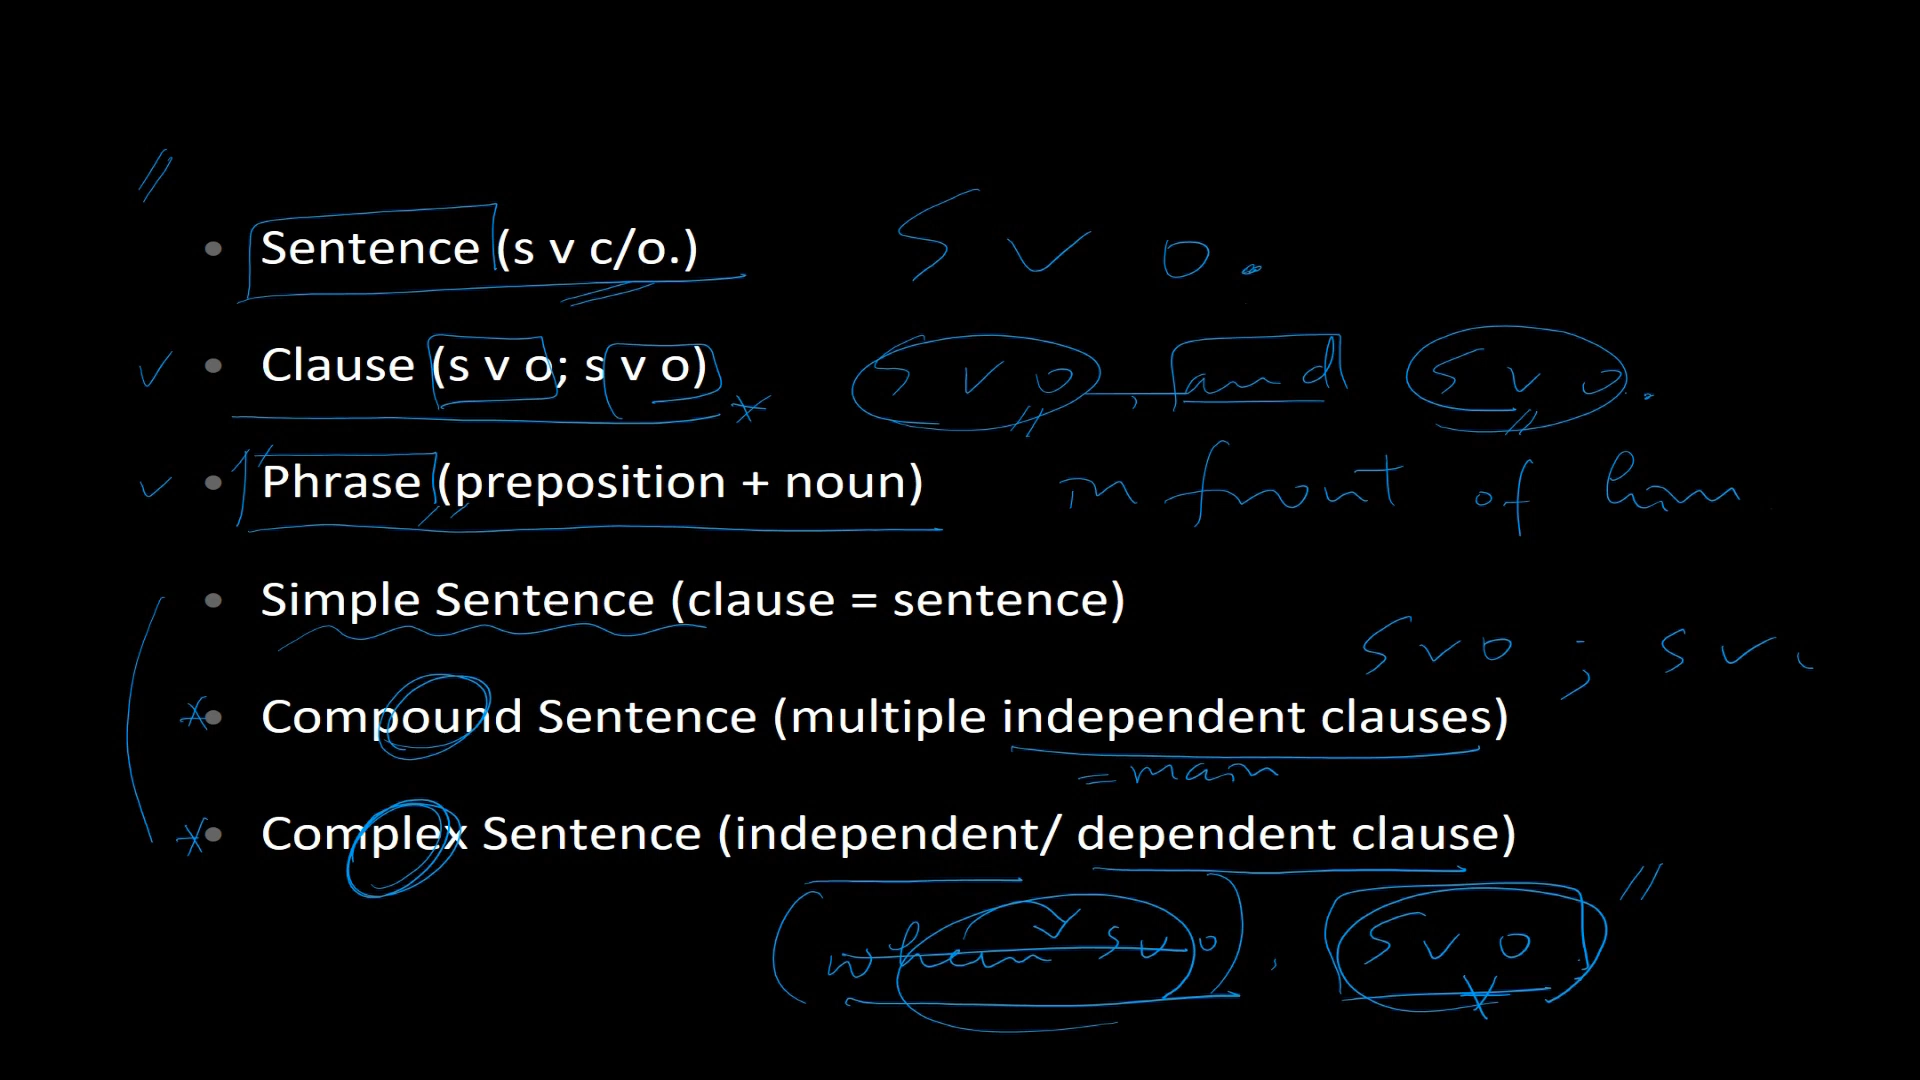 Sentence (s v c/o.) S V O.
Clause (s v o; s v o) S V O, and S V O.
Phrase (preposition + noun) in front of him
Simple Sentence (clause = sentence)
S V O ; S V
Compound Sentence (multiple independent clauses)
= main
Complex Sentence (independent/ dependent clause)
when S V O , S V O